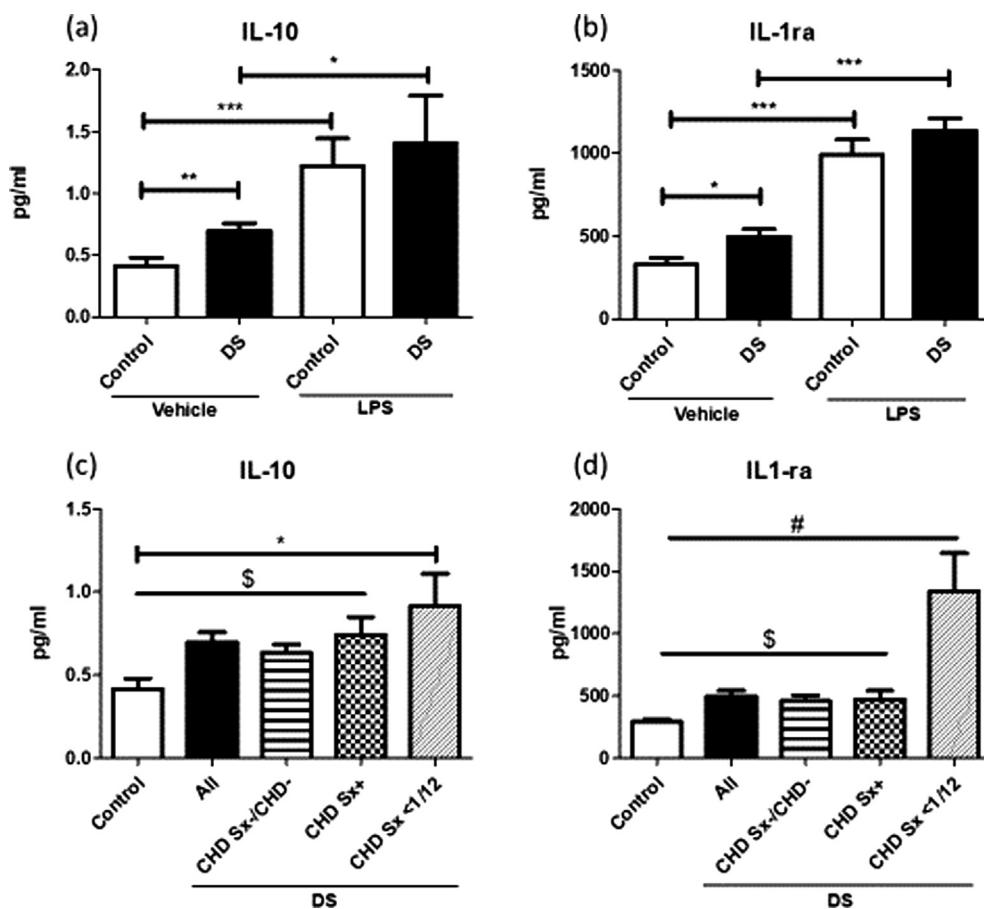 (a) IL-10
2.0
1.5
1.0
0.5
0.0
pg/ml
*
***
**
Control
DS
Control
DS
Vehicle
LPS
(b) IL-1ra
1500
1000
500
0
pg/ml
***
***
*
Control
DS
Control
DS
Vehicle
LPS
(c) IL-10
1.5
1.0
0.5
0.0
pg/ml
*
$
Control
All
CHD Sx-/CHD-
CHD Sx+
CHD Sx <1/12
DS
(d) IL1-ra
2000
1500
1000
500
0
pg/ml
#
$
Control
All
CHD Sx-/CHD-
CHD Sx+
CHD Sx <1/12
DS